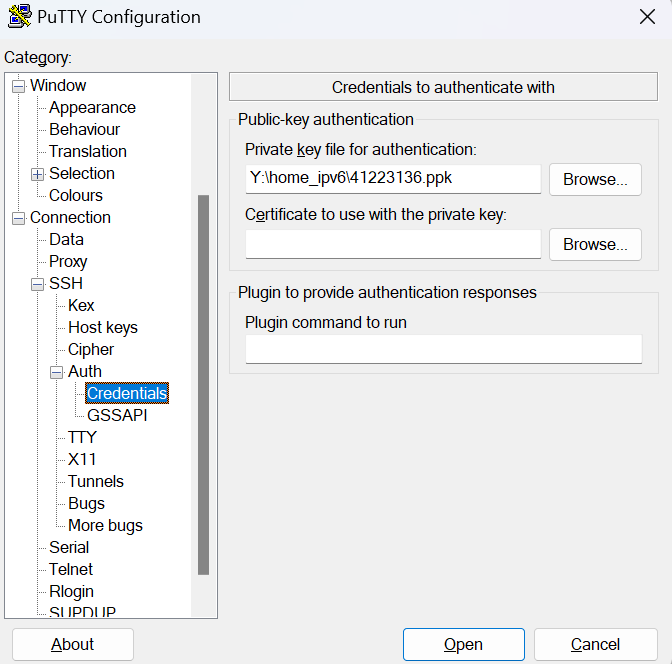 PuTTY Configuration
Category:
Window
Appearance
Behaviour
Translation
Selection
Colours
Connection
Data
Proxy
SSH
Kex
Host keys
Cipher
Auth
Credentials
GSSAPI
TTY
X11
Tunnels
Bugs
More bugs
Serial
Telnet
Rlogin
SUPDUP
Credentials to authenticate with
Public-key authentication
Private key file for authentication:
Y:\home_ipv6\41223136.ppk
Browse...
Certificate to use with the private key:
Browse...
Plugin to provide authentication responses
Plugin command to run
About
Open
Cancel